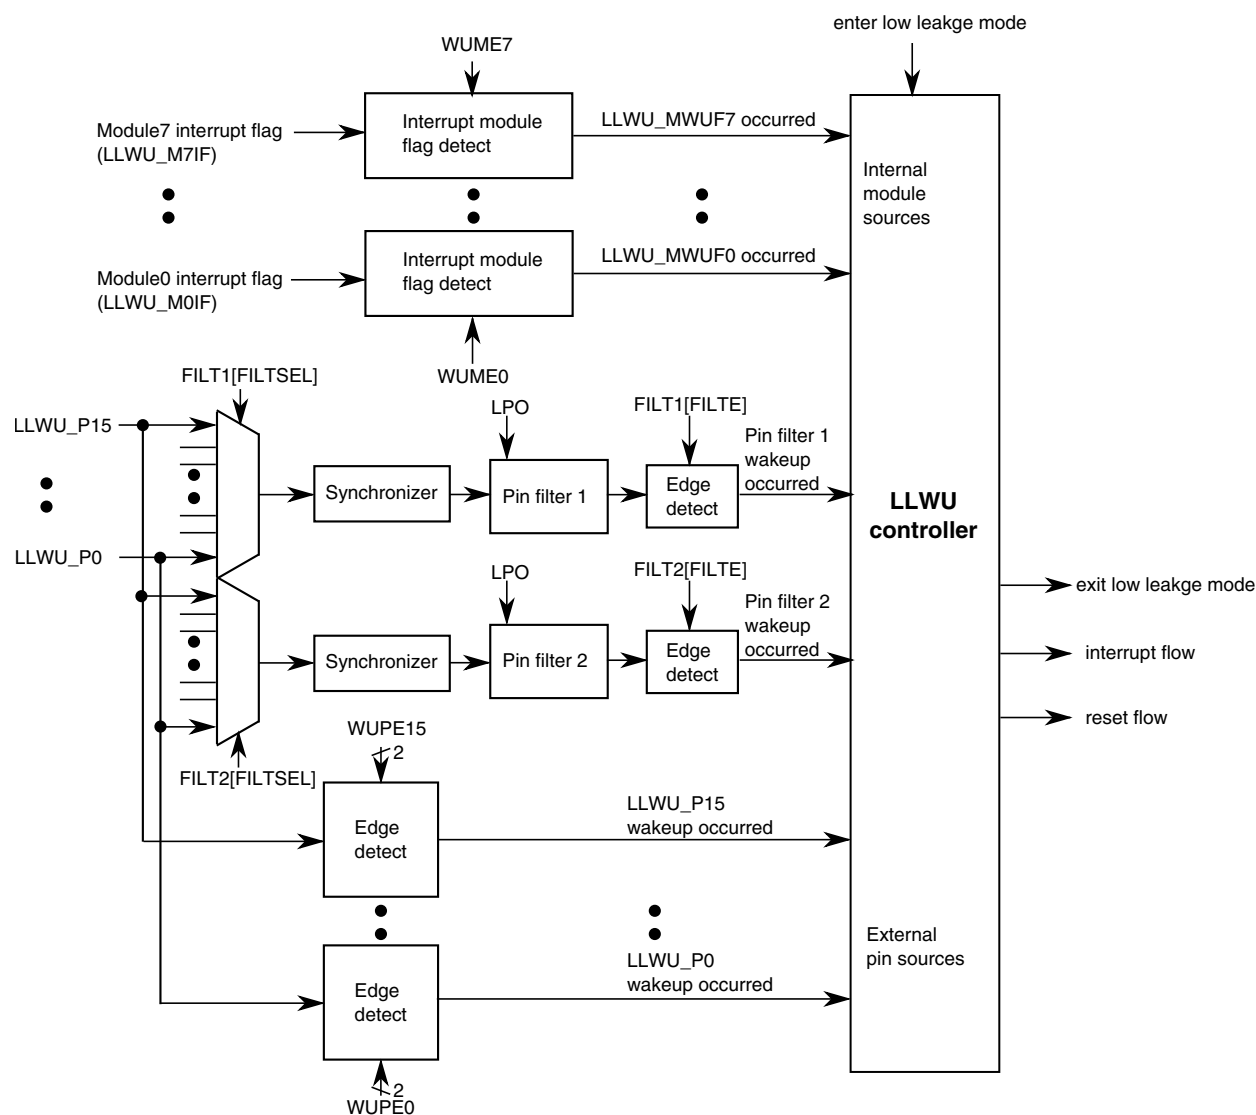 enter low leakge mode
WUME7
Module7 interrupt flag
(LLWU_M7IF)
Interrupt module
flag detect
LLWU_MWUF7 occurred
Internal
module
sources
Module0 interrupt flag
(LLWU_M0IF)
Interrupt module
flag detect
LLWU_MWUF0 occurred
WUME0
FILT1[FILTSEL]
LLWU_P15
LLWU_P0
Synchronizer
LPO
Pin filter 1
FILT1[FILTE]
Edge
detect
Pin filter 1
wakeup
occurred
LLWU
controller
Synchronizer
LPO
Pin filter 2
FILT2[FILTE]
Edge
detect
Pin filter 2
wakeup
occurred
exit low leakge mode
interrupt flow
reset flow
FILT2[FILTSEL]
WUPE15
2
Edge
detect
LLWU_P15
wakeup occurred
External
pin sources
Edge
detect
LLWU_P0
wakeup occurred
2
WUPE0